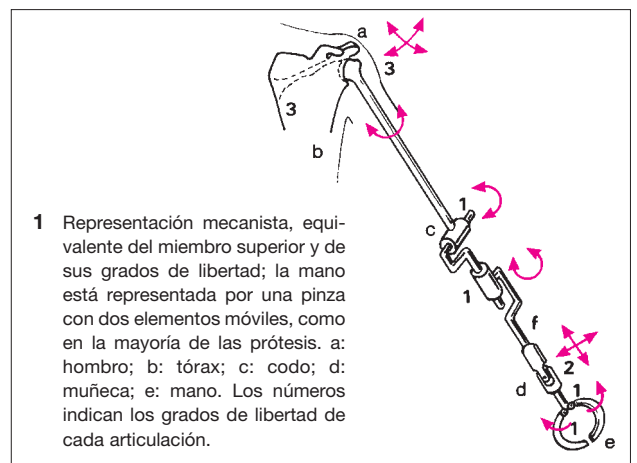 a
3
3
b
1
c
1
f
2
d
1
1
e
1 Representación mecanista, equi-
valente del miembro superior y de
sus grados de libertad; la mano
está representada por una pinza
con dos elementos móviles, como
en la mayoría de las prótesis. a:
hombro; b: tórax; c: codo; d:
muñeca; e: mano. Los números
indican los grados de libertad de
cada articulación.